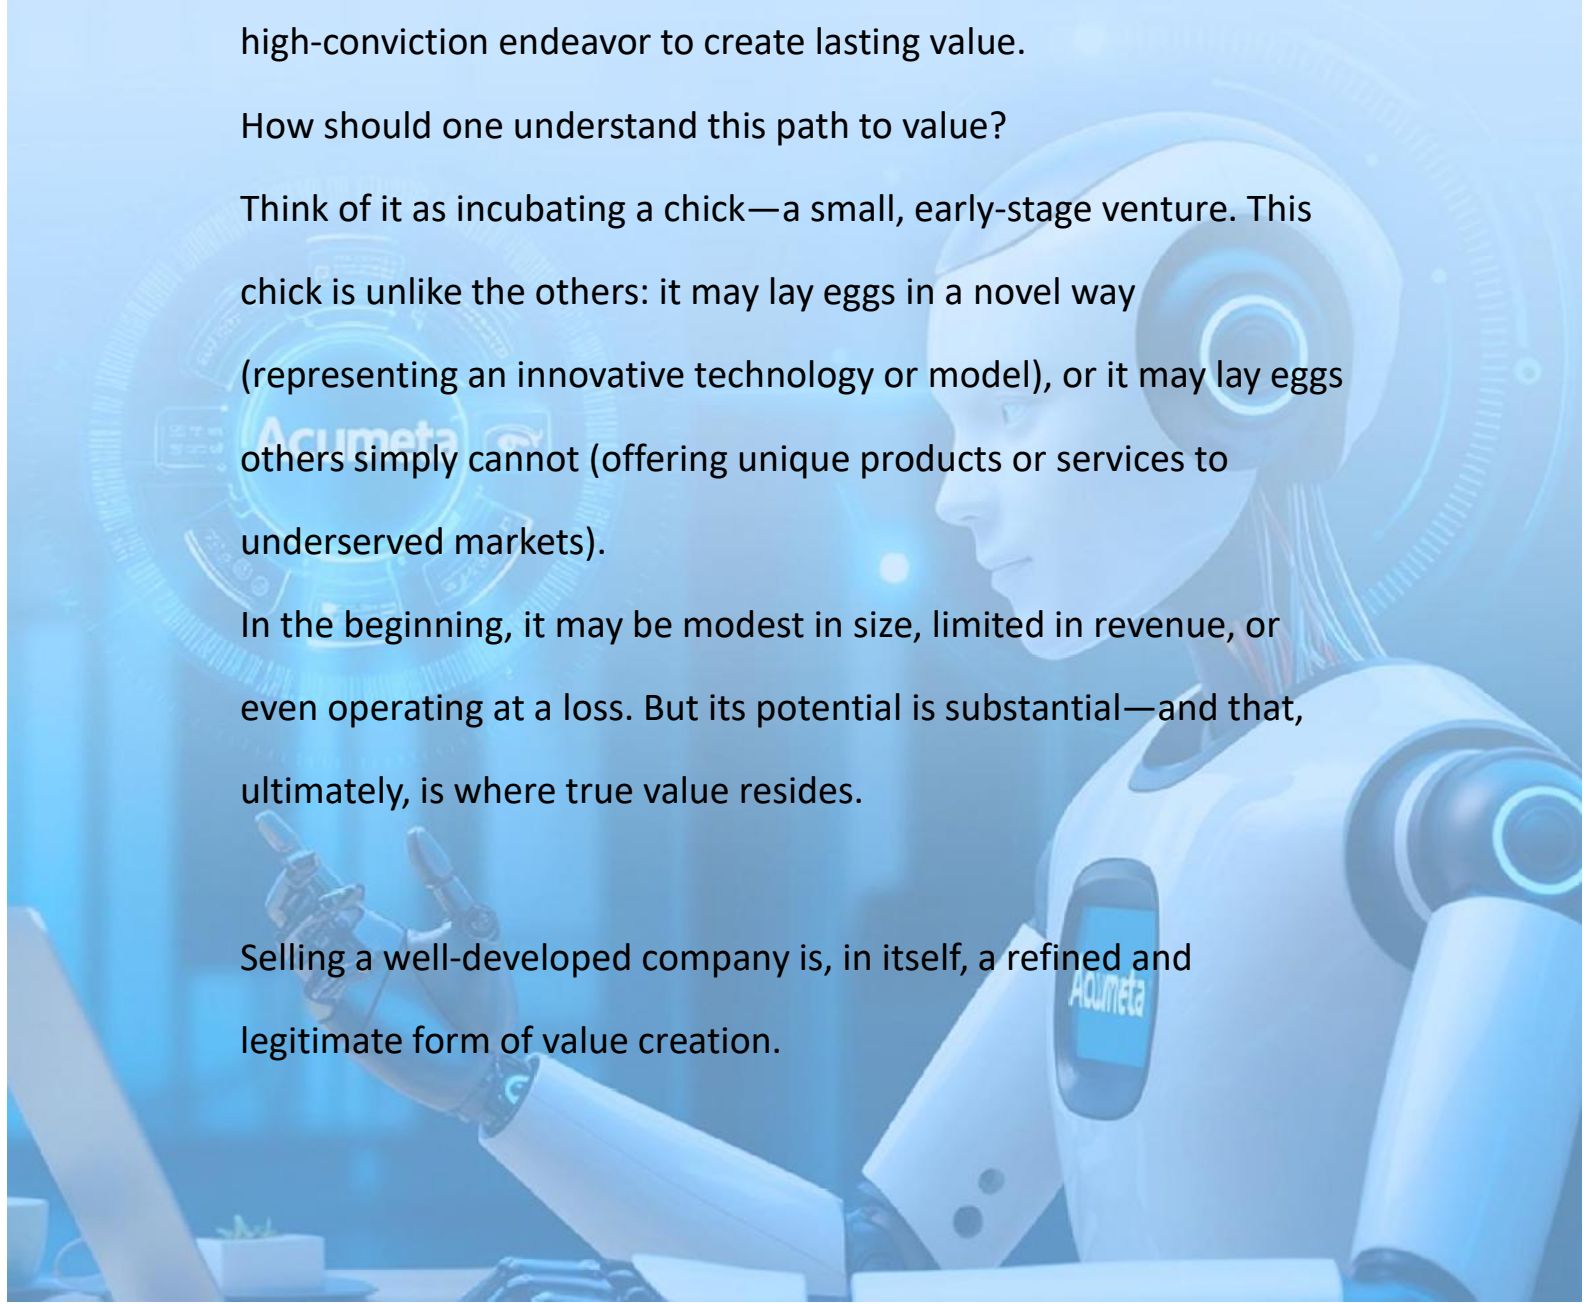 high-conviction endeavor to create lasting value.
How should one understand this path to value?
Think of it as incubating a chick—a small, early-stage venture. This
chick is unlike the others: it may lay eggs in a novel way
(representing an innovative technology or model), or it may lay eggs
Acumeta
others simply cannot (offering unique products or services to
underserved markets).
In the beginning, it may be modest in size, limited in revenue, or
even operating at a loss. But its potential is substantial—and that,
ultimately, is where true value resides.
Selling a well-developed company is, in itself, a refined and
Acumeta
legitimate form of value creation.